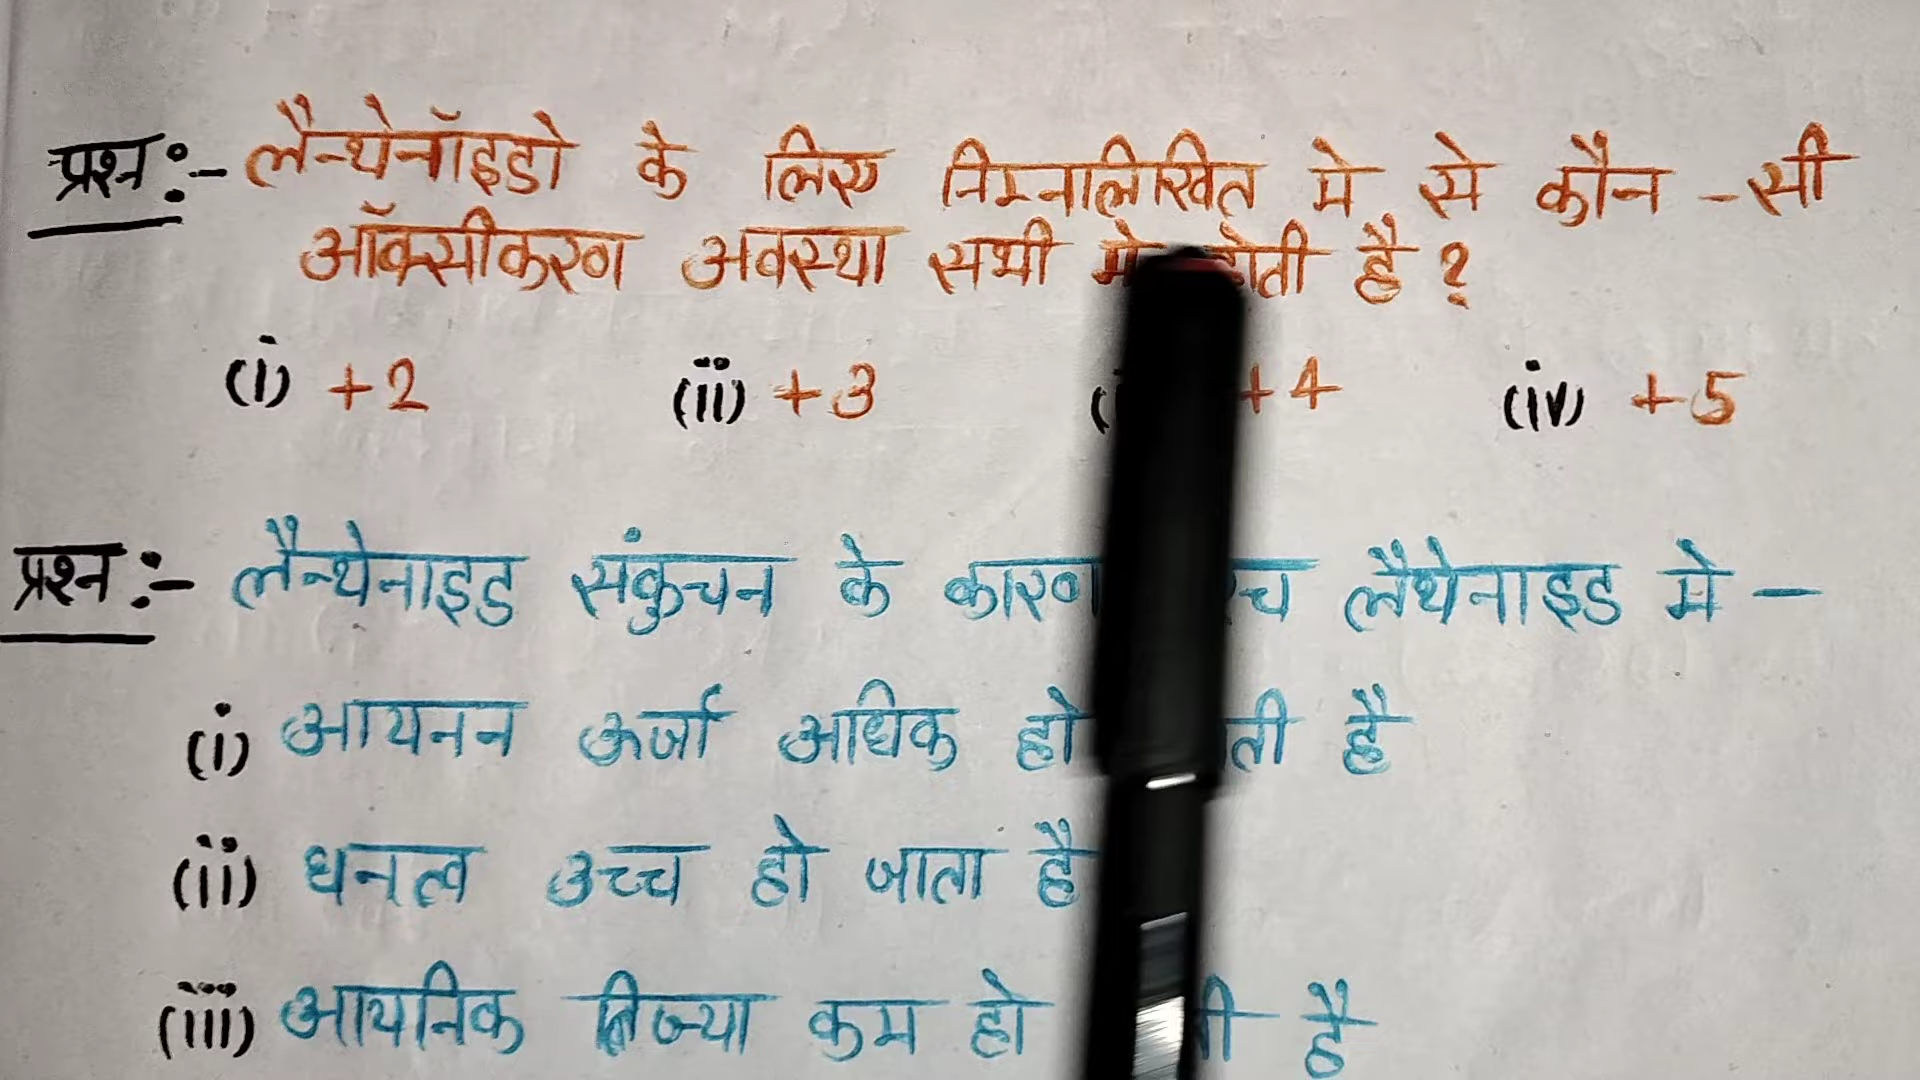 प्रश्न :- लैन्थेनॉइडो के लिए निम्नलिखित मे से कौन - सी
ऑक्सीकरण अवस्था सभी मे होती है ?
(i) +2 (ii) +3 +4 (iv) +5
प्रश्न :- लैन्थेनाइड संकुचन के कारण लैथेनाइड मे –
(i) आयनन ऊर्जा अधिक हो है
(ii) धनत्व उच्च हो जाता है
(iii) आयनिक त्रिज्या कम हो है